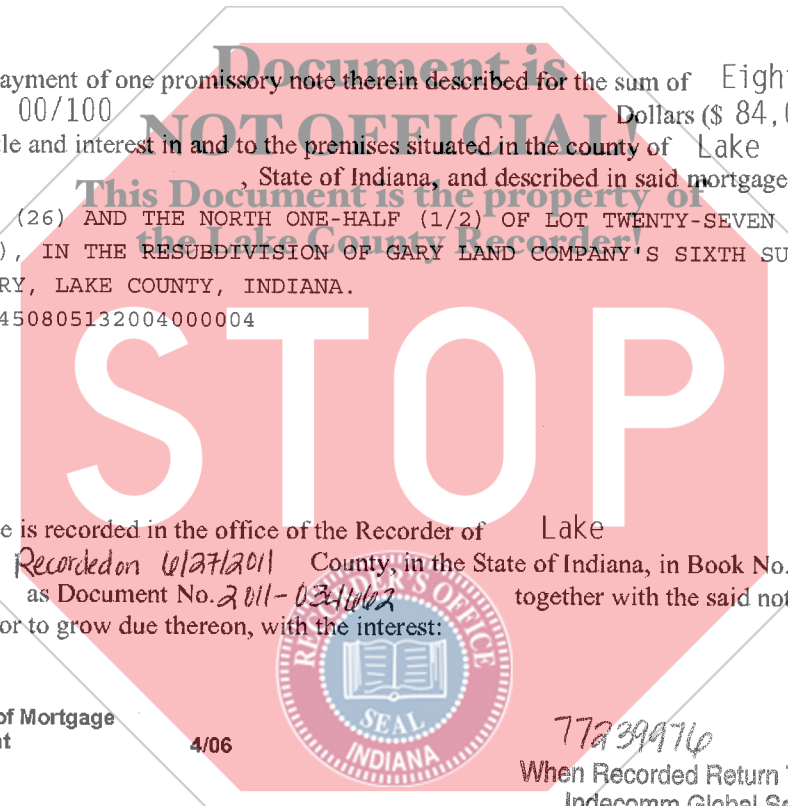 Document is
NOT OFFICIAL!
This Document is the property of
the Lake County Recorder!
ayment of one promissory note therein described for the sum of Eigh
00/100 Dollars ($ 84,
tle and interest in and to the premises situated in the county of Lake
, State of Indiana, and described in said mortgage
(26) AND THE NORTH ONE-HALF (1/2) OF LOT TWENTY-SEVEN
), IN THE RESUBDIVISION OF GARY LAND COMPANY'S SIXTH SU
RY, LAKE COUNTY, INDIANA.
450805132004000004
STOP
e is recorded in the office of the Recorder of Lake
Recorded on 6/27/2011 County, in the State of Indiana, in Book No.
as Document No. together with the said not
or to grow due thereon, with the interest:
RECORDER'S OFFICE
SEAL
INDIANA
of Mortgage
nt
4/06
77239976
When Recorded Return T
Indecomm Global Se